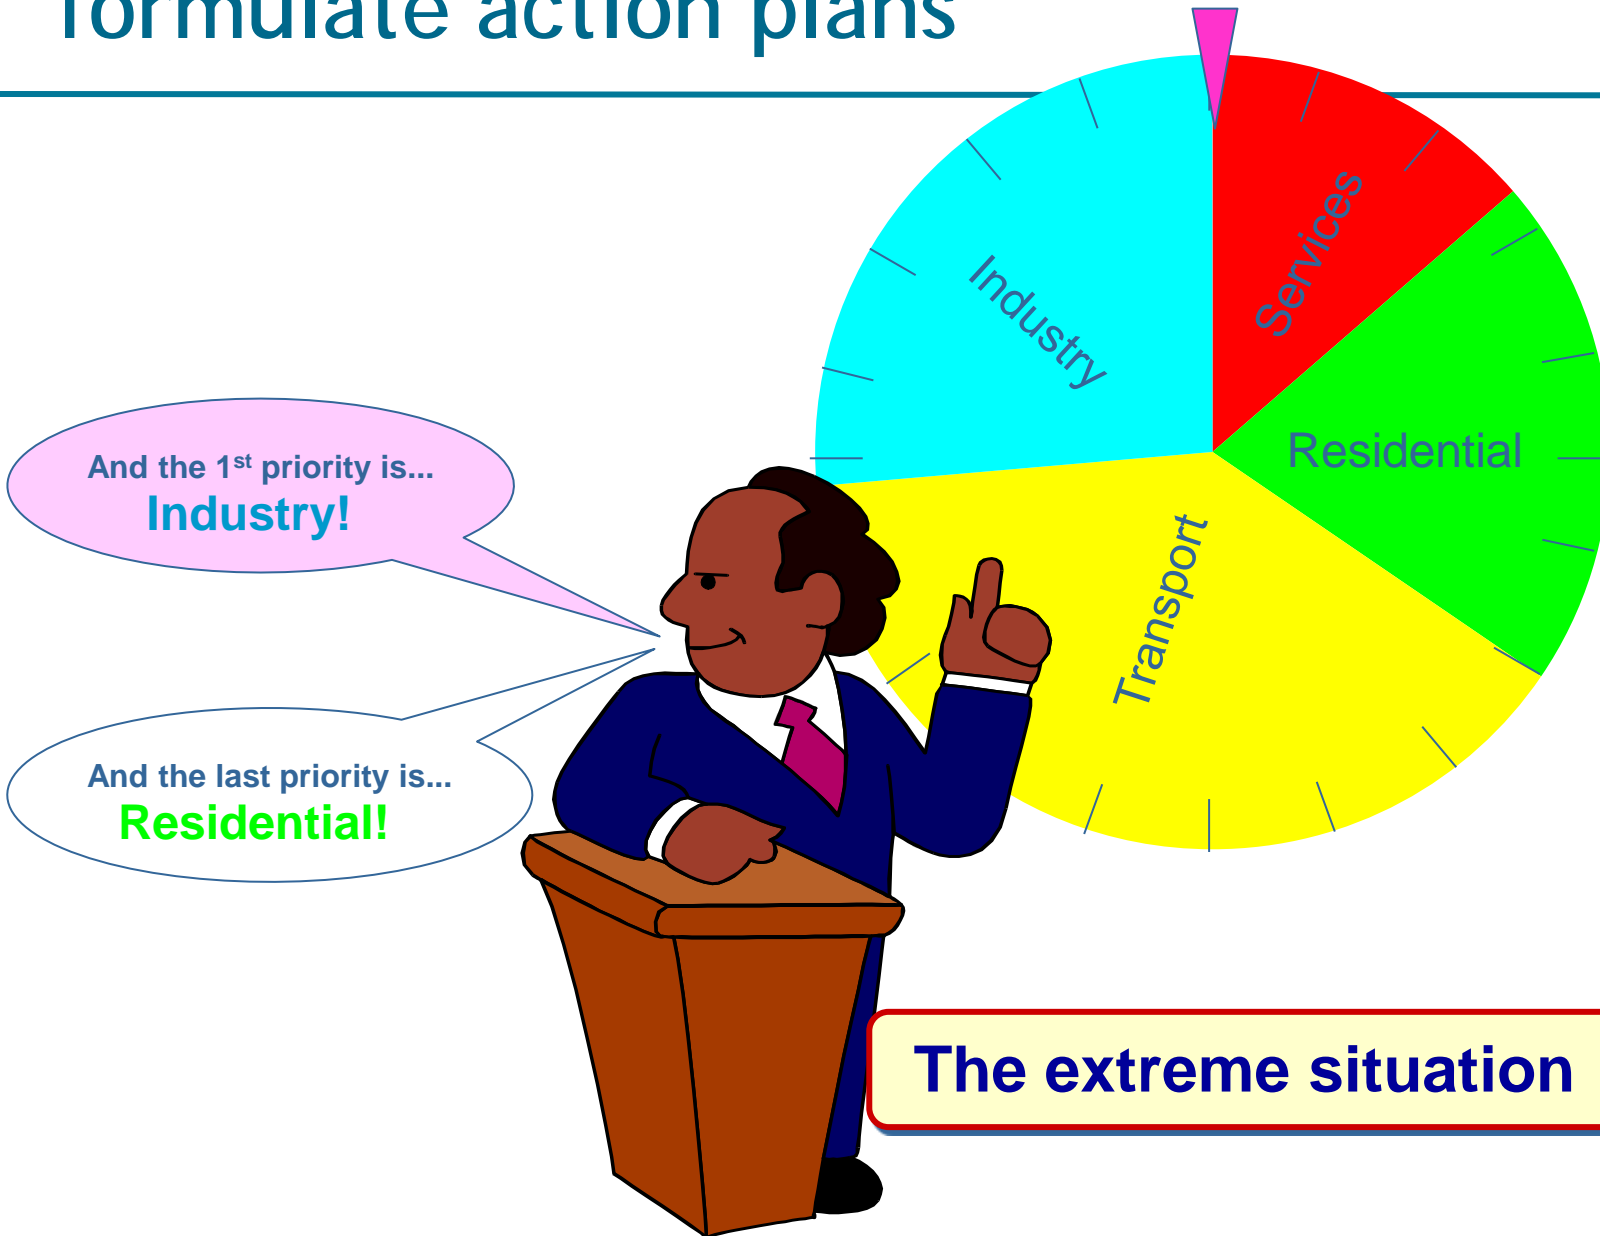 formulate action plans
Services
Industry
Residential
Transport
And the 1st priority is...
Industry!
And the last priority is...
Residential!
The extreme situation